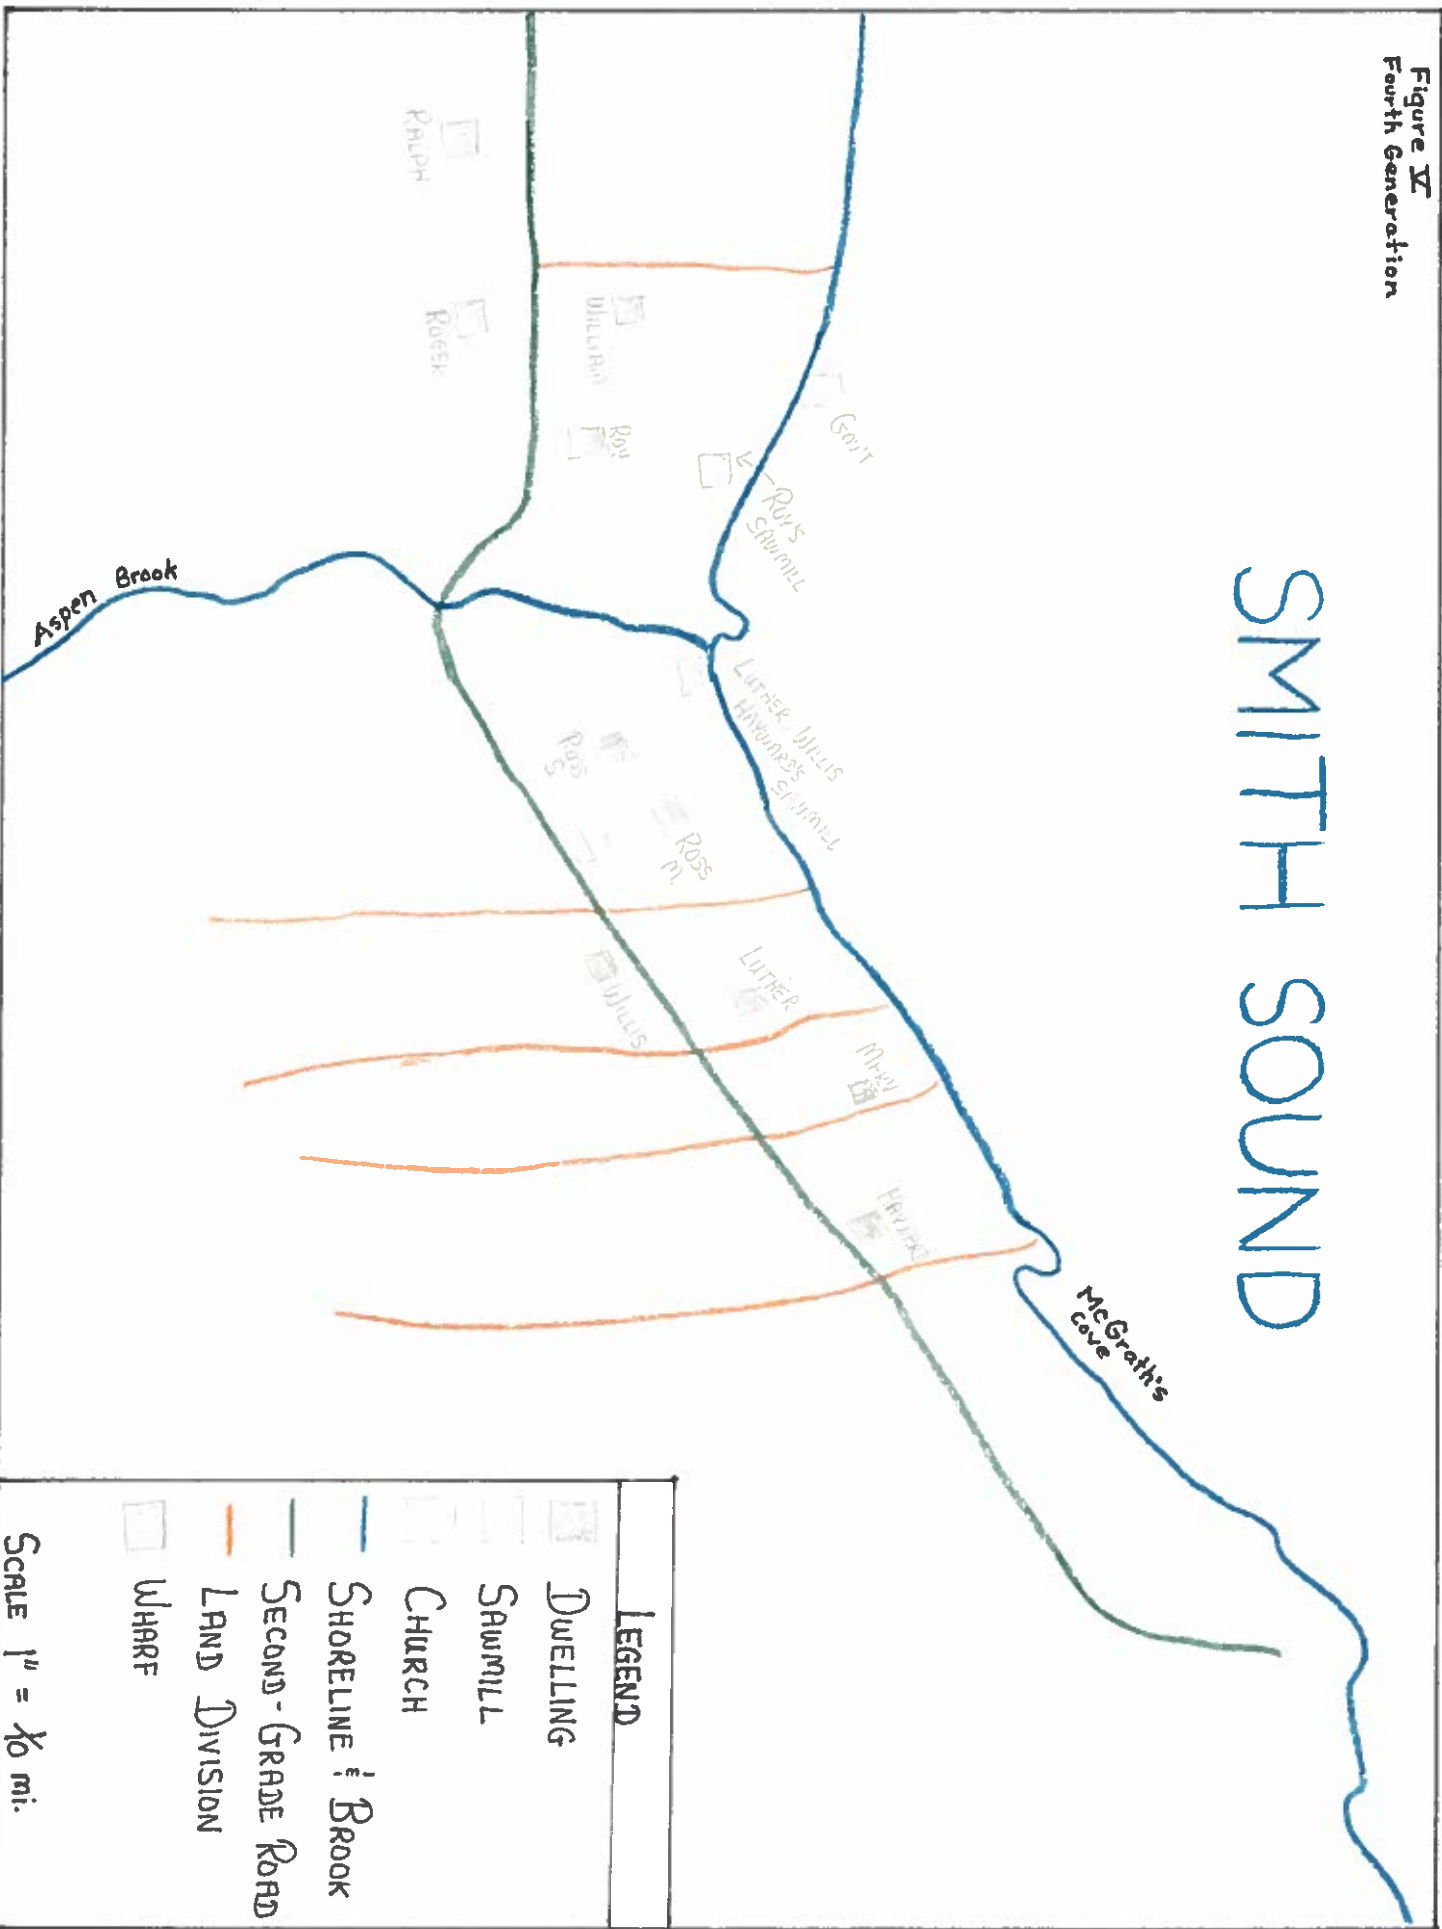 Figure V
Fourth Generation
SMITH SOUND
McGrath's
Cove
GOV'T
ROY'S
SAWMILL
LUTHER WILLIS
HAYWARD'S
SAWMILL
WILLIAM
ROY
RALPH
ROGER
ROSS
S
ROSS
M.
LUTHER
WILLIS
MARY
HAYWARD
Aspen Brook
LEGEND
DWELLING
SAWMILL
CHURCH
SHORELINE & BROOK
SECOND-GRADE ROAD
LAND DIVISION
WHARF
SCALE 1" = 1/10 mi.